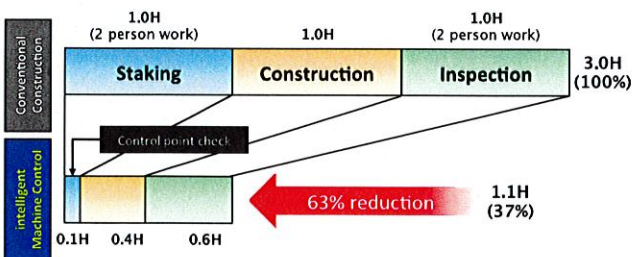 1.0H
(2 person work)
1.0H
1.0H
(2 person work)
Conventional
Construction
Staking
Construction
Inspection
3.0H
(100%)
Control point check
intelligent
Machine Control
63% reduction
1.1H
(37%)
0.1H
0.4H
0.6H